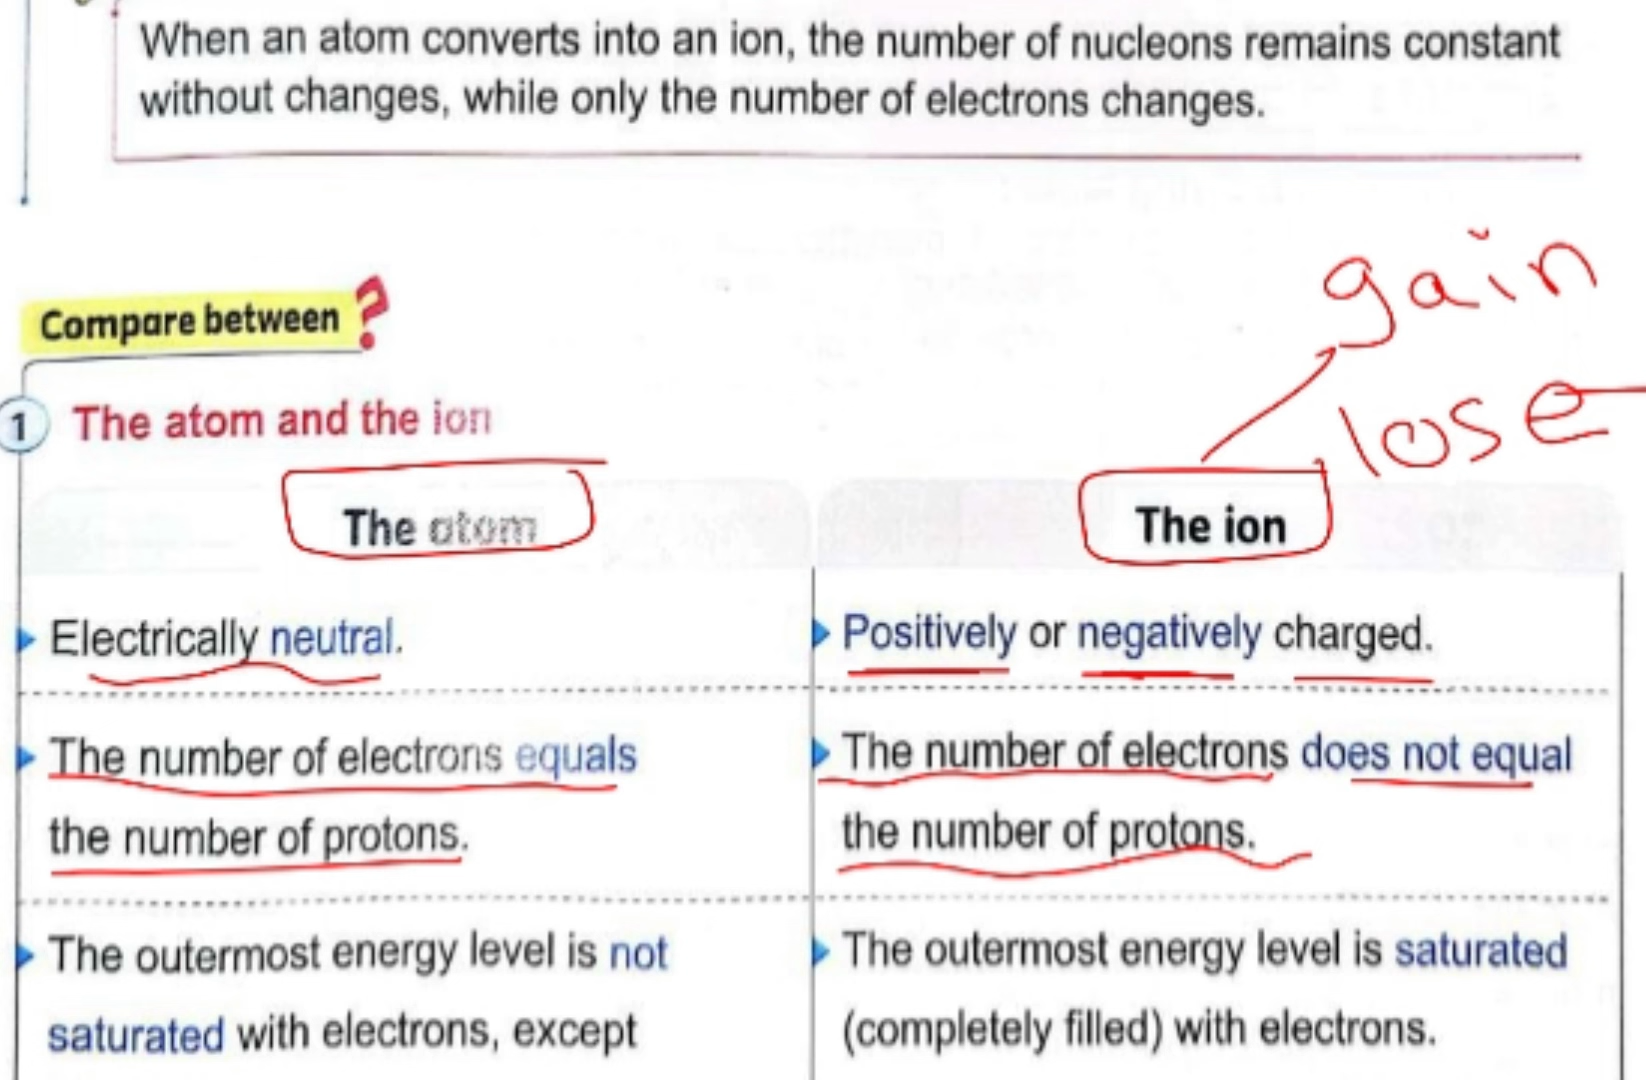 When an atom converts into an ion, the number of nucleons remains constant
without changes, while only the number of electrons changes.
gain
Compare between ?
lose
1 The atom and the ion
The atom
The ion
Electrically neutral.
Positively or negatively charged.
The number of electrons equals
the number of protons.
The number of electrons does not equal
the number of protons.
The outermost energy level is not
saturated with electrons, except
The outermost energy level is saturated
(completely filled) with electrons.